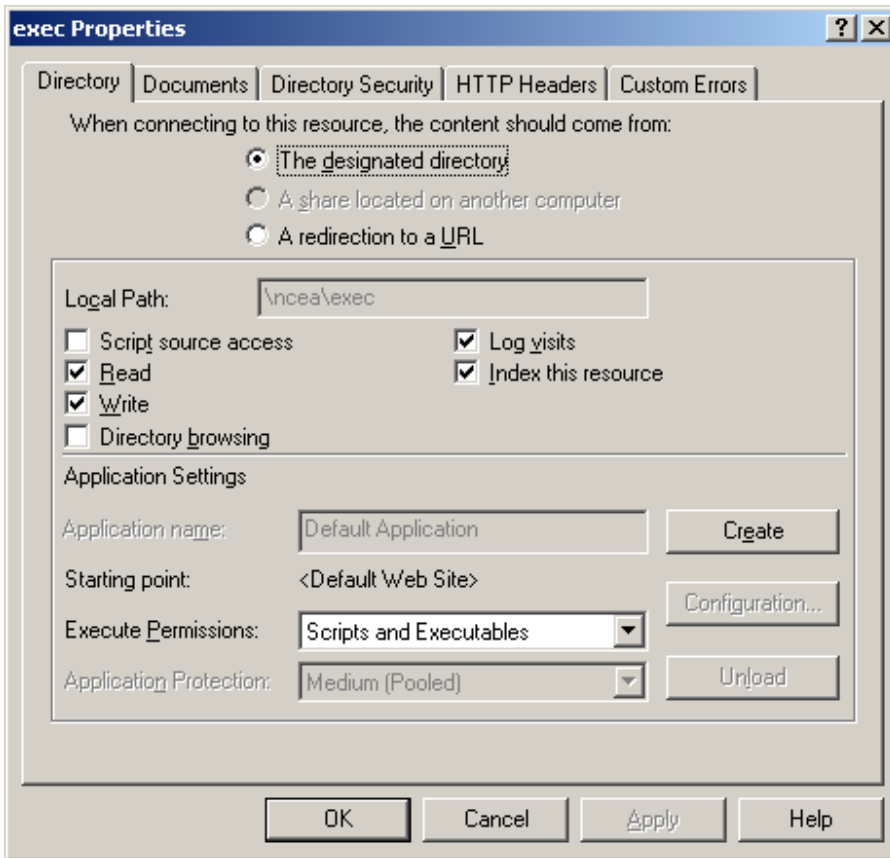 exec Properties
Directory Documents Directory Security HTTP Headers Custom Errors
When connecting to this resource, the content should come from:
The designated directory
A share located on another computer
A redirection to a URL
Local Path: \ncea\exec
Script source access Log visits
Read Index this resource
Write
Directory browsing
Application Settings
Application name: Default Application Create
Starting point: <Default Web Site>
Configuration...
Execute Permissions: Scripts and Executables
Application Protection: Medium (Pooled) Unload
OK Cancel Apply Help